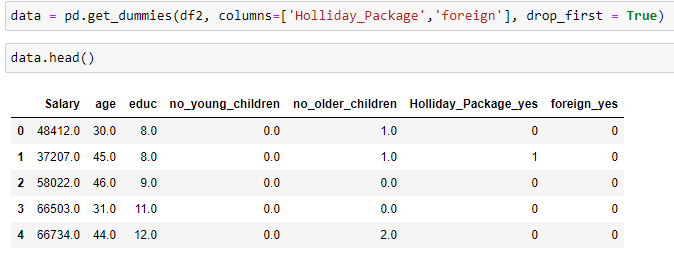 data = pd.get_dummies(df2, columns=['Holliday_Package','foreign'], drop_first = True)
data.head()
Salary age educ no_young_children no_older_children Holliday_Package_yes foreign_yes
0 48412.0 30.0 8.0 0.0 1.0 0 0
1 37207.0 45.0 8.0 0.0 1.0 1 0
2 58022.0 46.0 9.0 0.0 0.0 0 0
3 66503.0 31.0 11.0 0.0 0.0 0 0
4 66734.0 44.0 12.0 0.0 2.0 0 0